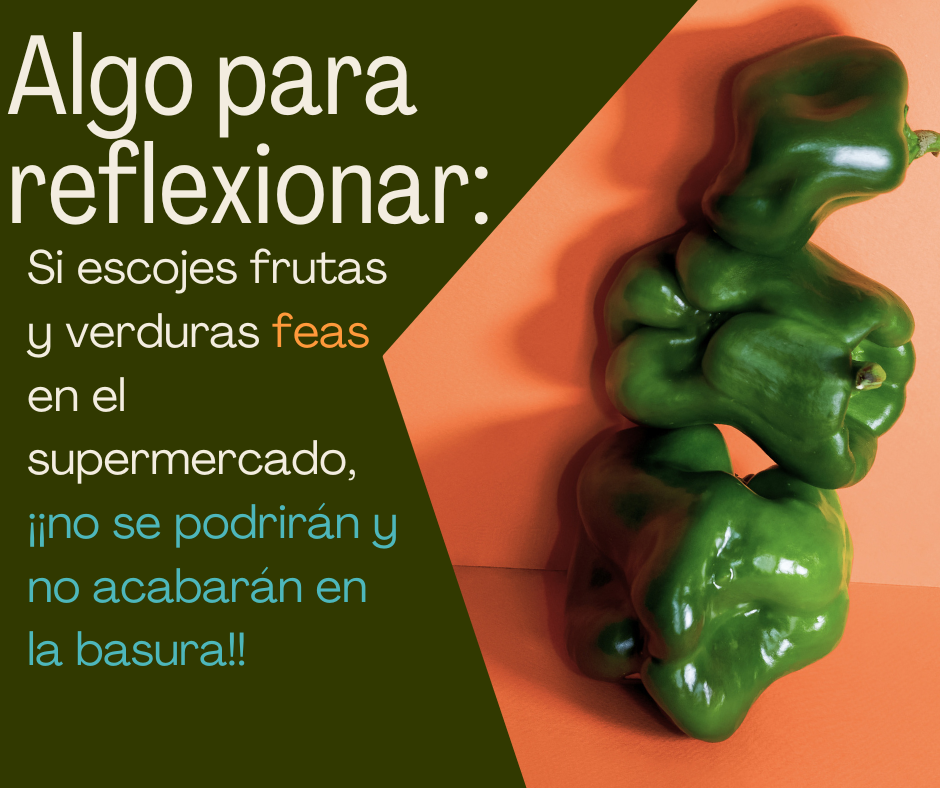 Algo para
reflexionar:
Si escojes frutas
y verduras feas
en el
supermercado,
¡¡no se podrirán y
no acabarán en
la basura!!